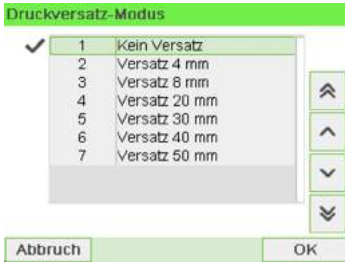 Druckversatz-Modus
1 Kein Versatz
2 Versatz 4 mm
3 Versatz 8 mm
4 Versatz 20 mm
5 Versatz 30 mm
6 Versatz 40 mm
7 Versatz 50 mm
Abbruch OK